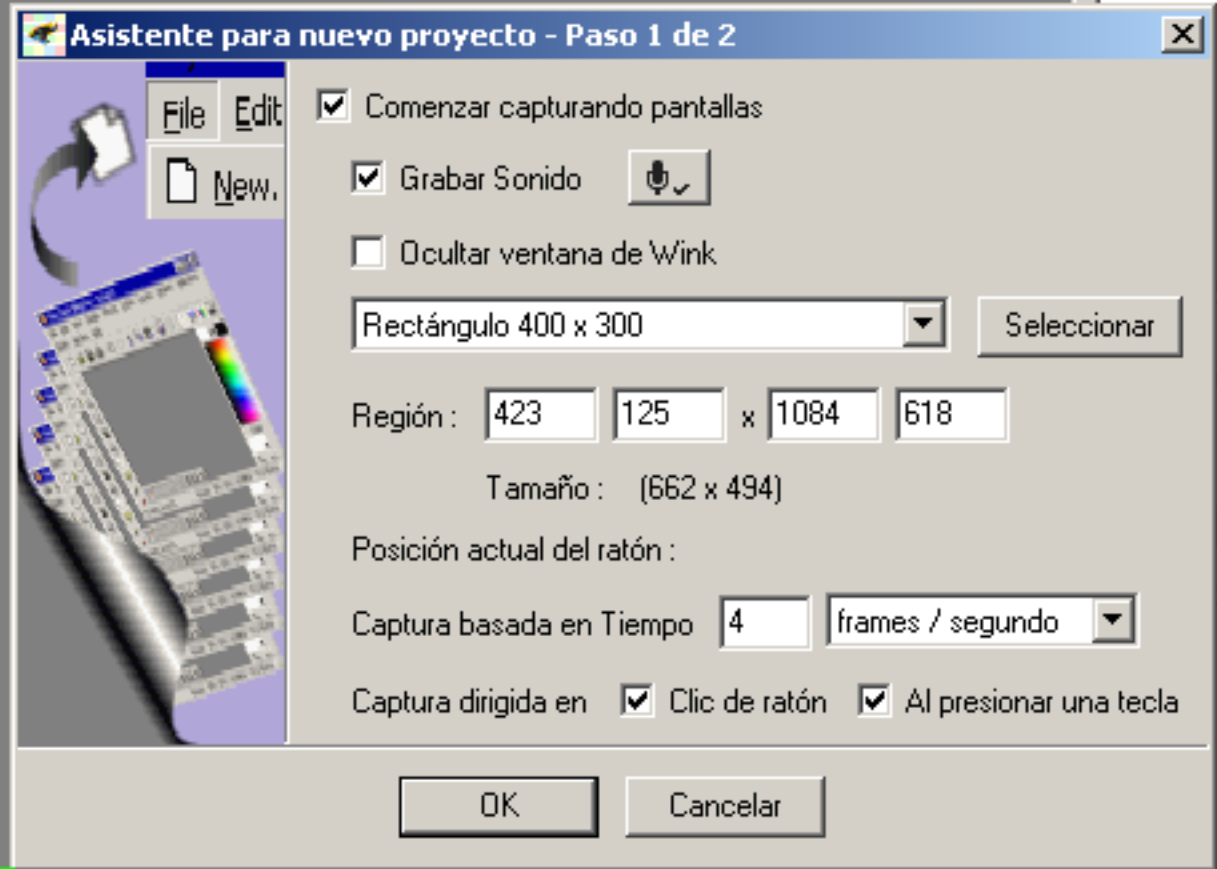 Asistente para nuevo proyecto - Paso 1 de 2
File Edit
New.
Comenzar capturando pantallas
Grabar Sonido
Ocultar ventana de Wink
Rectángulo 400 x 300 Seleccionar
Región : 423 125 x 1084 618
Tamaño : (662 x 494)
Posición actual del ratón :
Captura basada en Tiempo 4 frames / segundo
Captura dirigida en Clic de ratón Al presionar una tecla
OK Cancelar